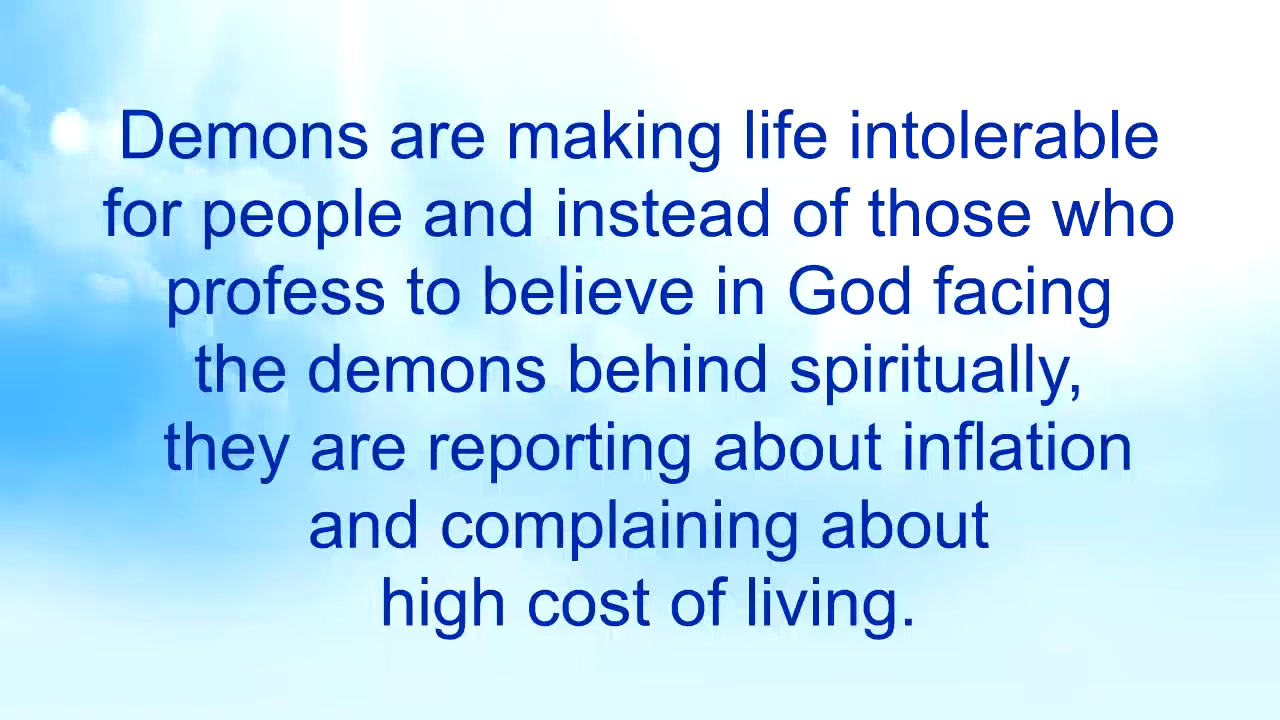 Demons are making life intolerable
for people and instead of those who
profess to believe in God facing
the demons behind spiritually,
they are reporting about inflation
and complaining about
high cost of living.